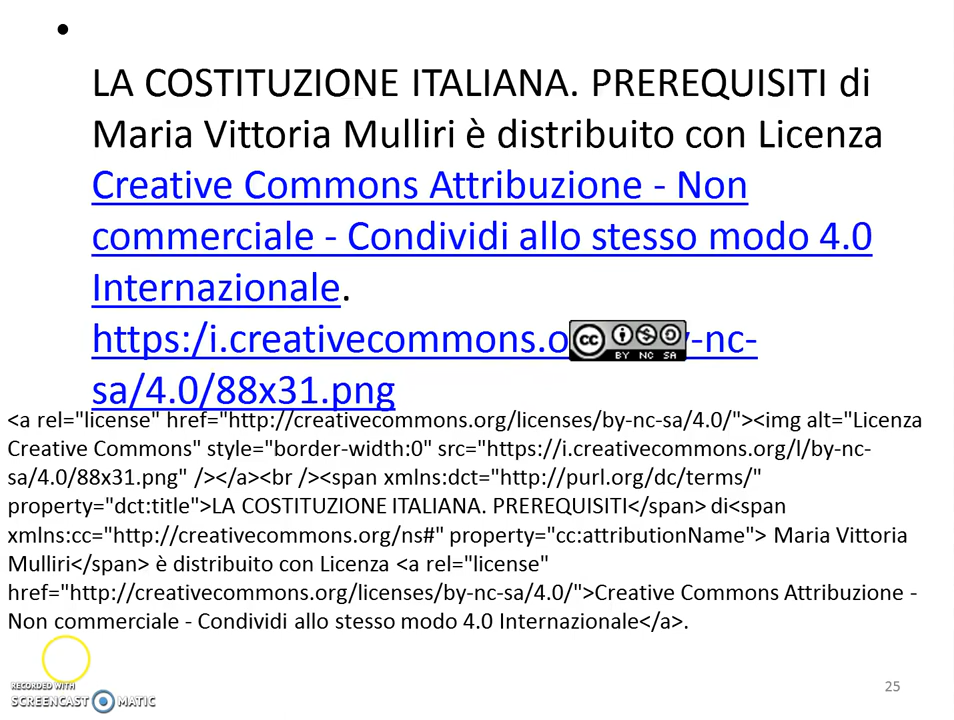 •
LA COSTITUZIONE ITALIANA. PREREQUISITI di
Maria Vittoria Mulliri è distribuito con Licenza
Creative Commons Attribuzione - Non
commerciale - Condividi allo stesso modo 4.0
Internazionale.
https:/i.creativecommons.o y-nc-
cc BY NC SA
sa/4.0/88x31.png
<a rel="license" href="http://creativecommons.org/licenses/by-nc-sa/4.0/"><img alt="Licenza
Creative Commons" style="border-width:0" src="https://i.creativecommons.org/l/by-nc-
sa/4.0/88x31.png" /></a><br /><span xmlns:dct="http://purl.org/dc/terms/"
property="dct:title">LA COSTITUZIONE ITALIANA. PREREQUISITI</span> di<span
xmlns:cc="http://creativecommons.org/ns#" property="cc:attributionName"> Maria Vittoria
Mulliri</span> è distribuito con Licenza <a rel="license"
href="http://creativecommons.org/licenses/by-nc-sa/4.0/">Creative Commons Attribuzione -
Non commerciale - Condividi allo stesso modo 4.0 Internazionale</a>.
RECORDED WITH
SCREENCAST MATIC
25